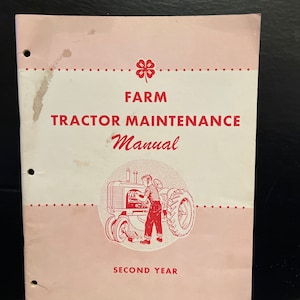 FARM
TRACTOR MAINTENANCE
Manual
SECOND YEAR